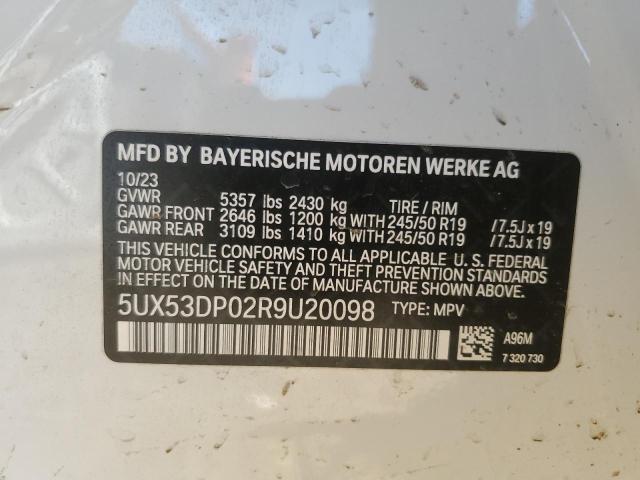 MFD BY BAYERISCHE MOTOREN WERKE AG
10/23
GVWR 5357 lbs 2430 kg TIRE / RIM
GAWR FRONT 2646 lbs 1200 kg WITH 245/50 R19 /7.5J x 19
GAWR REAR 3109 lbs 1410 kg WITH 245/50 R19 /7.5J x 19
THIS VEHICLE CONFORMS TO ALL APPLICABLE U. S. FEDERAL
MOTOR VEHICLE SAFETY AND THEFT PREVENTION STANDARDS
IN EFFECT ON THE DATE OF MANUFACTURE SHOWN ABOVE.
5UX53DP02R9U20098 TYPE: MPV
A96M
7 320 730